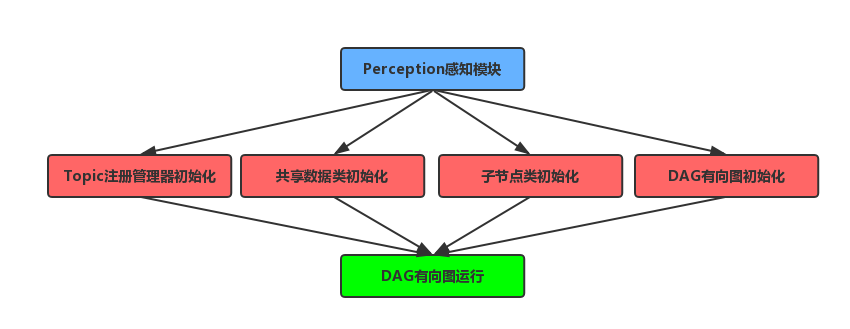 Perception感知模块
Topic注册管理器初始化
共享数据类初始化
子节点类初始化
DAG有向图初始化
DAG有向图运行